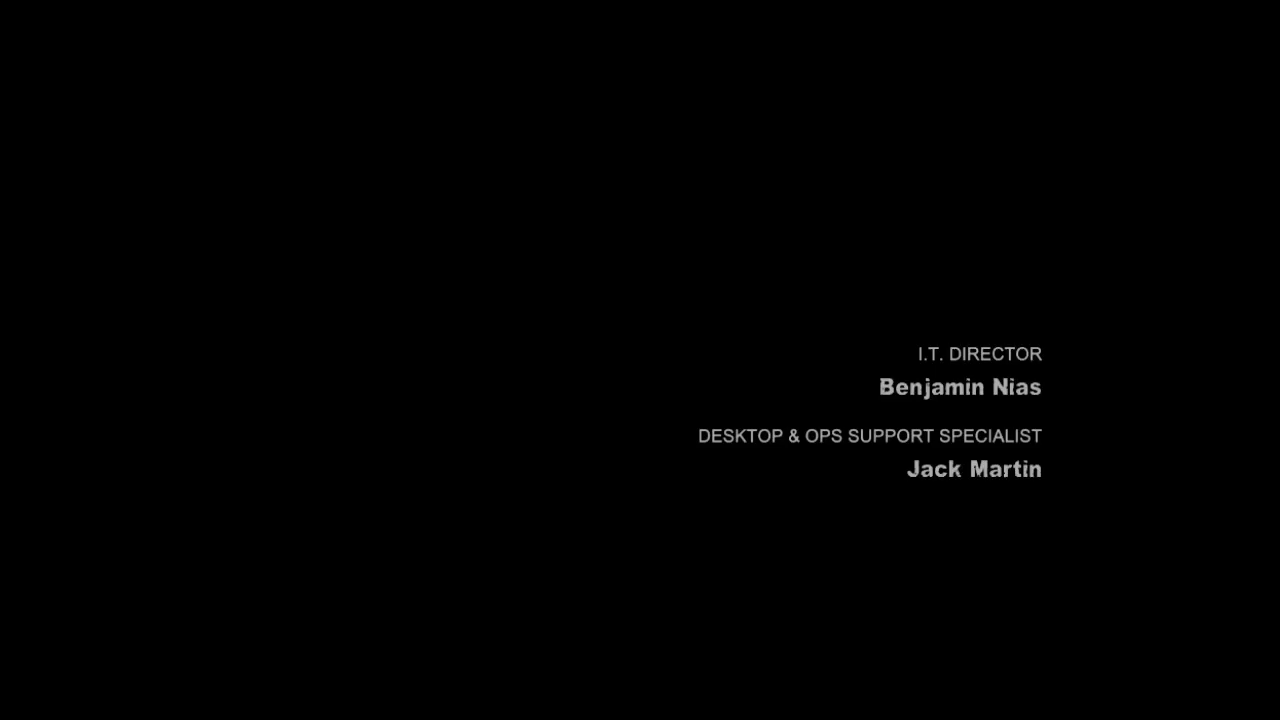 I.T. DIRECTOR
Benjamin Nias
DESKTOP & OPS SUPPORT SPECIALIST
Jack Martin